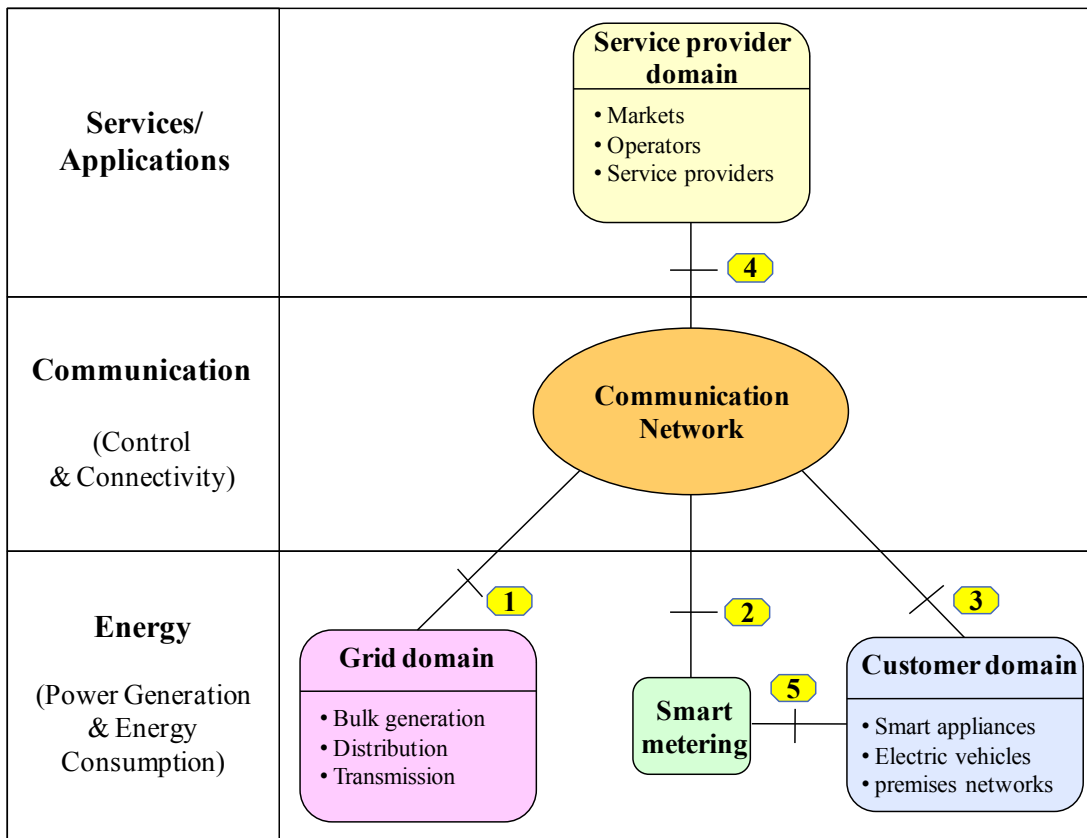 Services/
Applications
Service provider
domain
• Markets
• Operators
• Service providers
4
Communication
(Control
& Connectivity)
Communication
Network
Energy
(Power Generation
& Energy
Consumption)
1
2
3
Grid domain
• Bulk generation
• Distribution
• Transmission
Smart
metering
5
Customer domain
• Smart appliances
• Electric vehicles
• premises networks